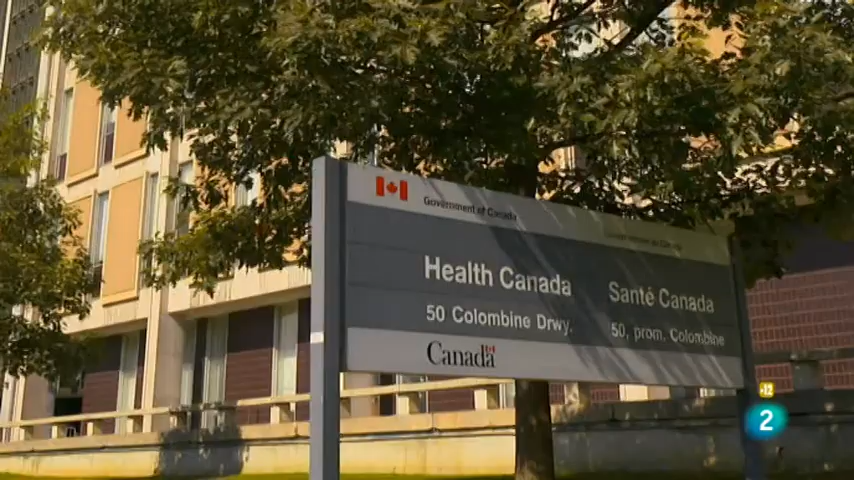 Government of Canada
Health Canada
50 Colombine Drwy.
Santé Canada
50, prom. Colombine
Canada
+12
2